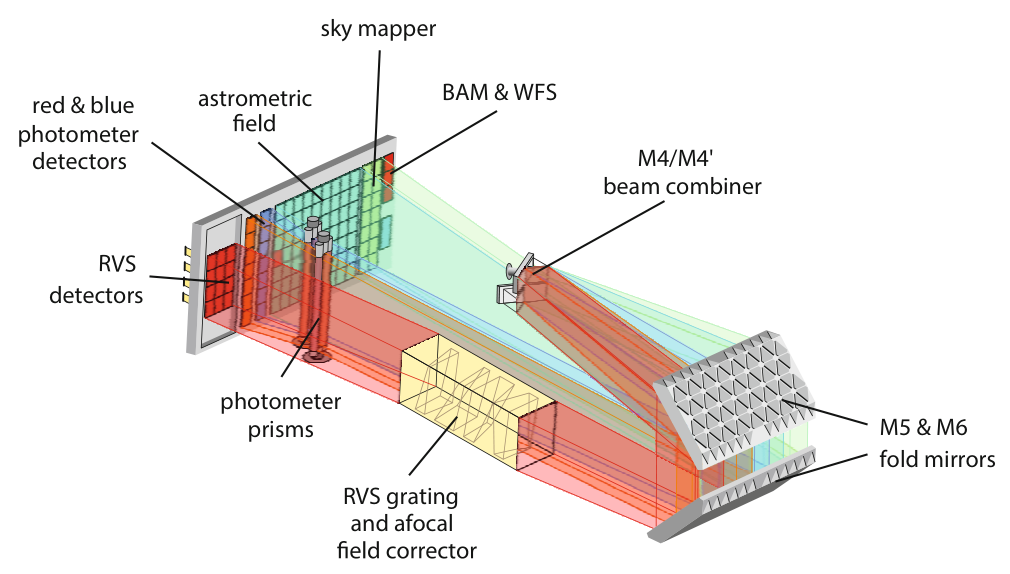 sky mapper
BAM & WFS
astrometric
field
red & blue
photometer
detectors
M4/M4'
beam combiner
RVS
detectors
photometer
prisms
M5 & M6
fold mirrors
RVS grating
and afocal
field corrector